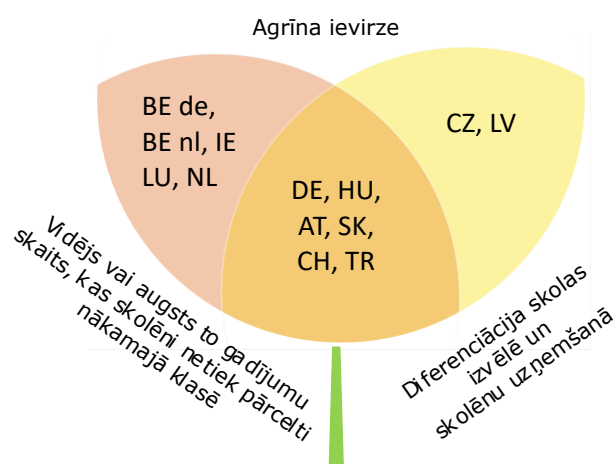 Agrīna ievirze
BE de,
BE nl, IE
LU, NL
CZ, LV
DE, HU,
AT, SK,
CH, TR
Vidējs vai augsts to gadījumu
skaits, kas skolēni netiek pārcelti
nākamajā klasē
Diferenciācija skolas
izvēlē un
skolēnu uzņemšanā